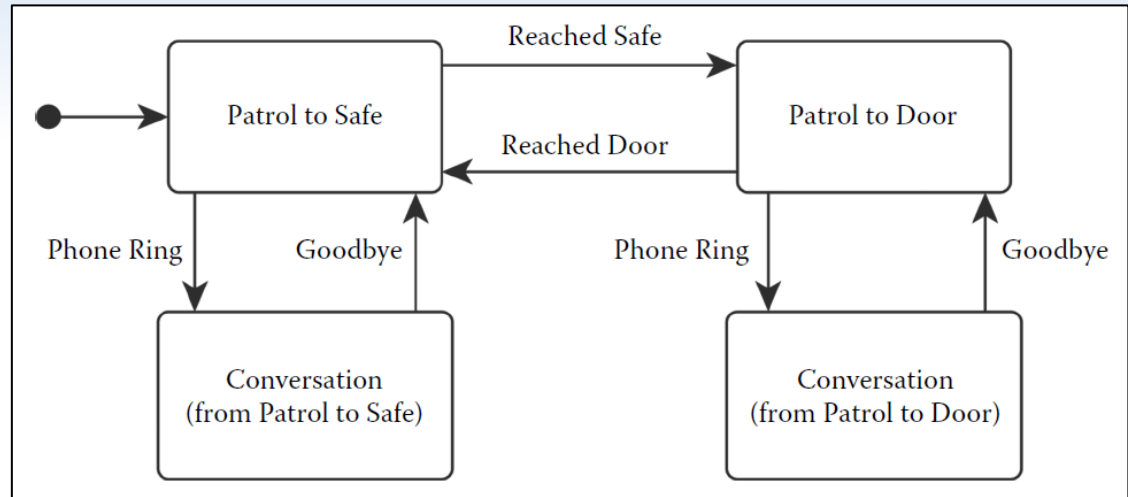 Reached Safe
Patrol to Safe
Patrol to Door
Reached Door
Phone Ring
Goodbye
Phone Ring
Goodbye
Conversation
(from Patrol to Safe)
Conversation
(from Patrol to Door)